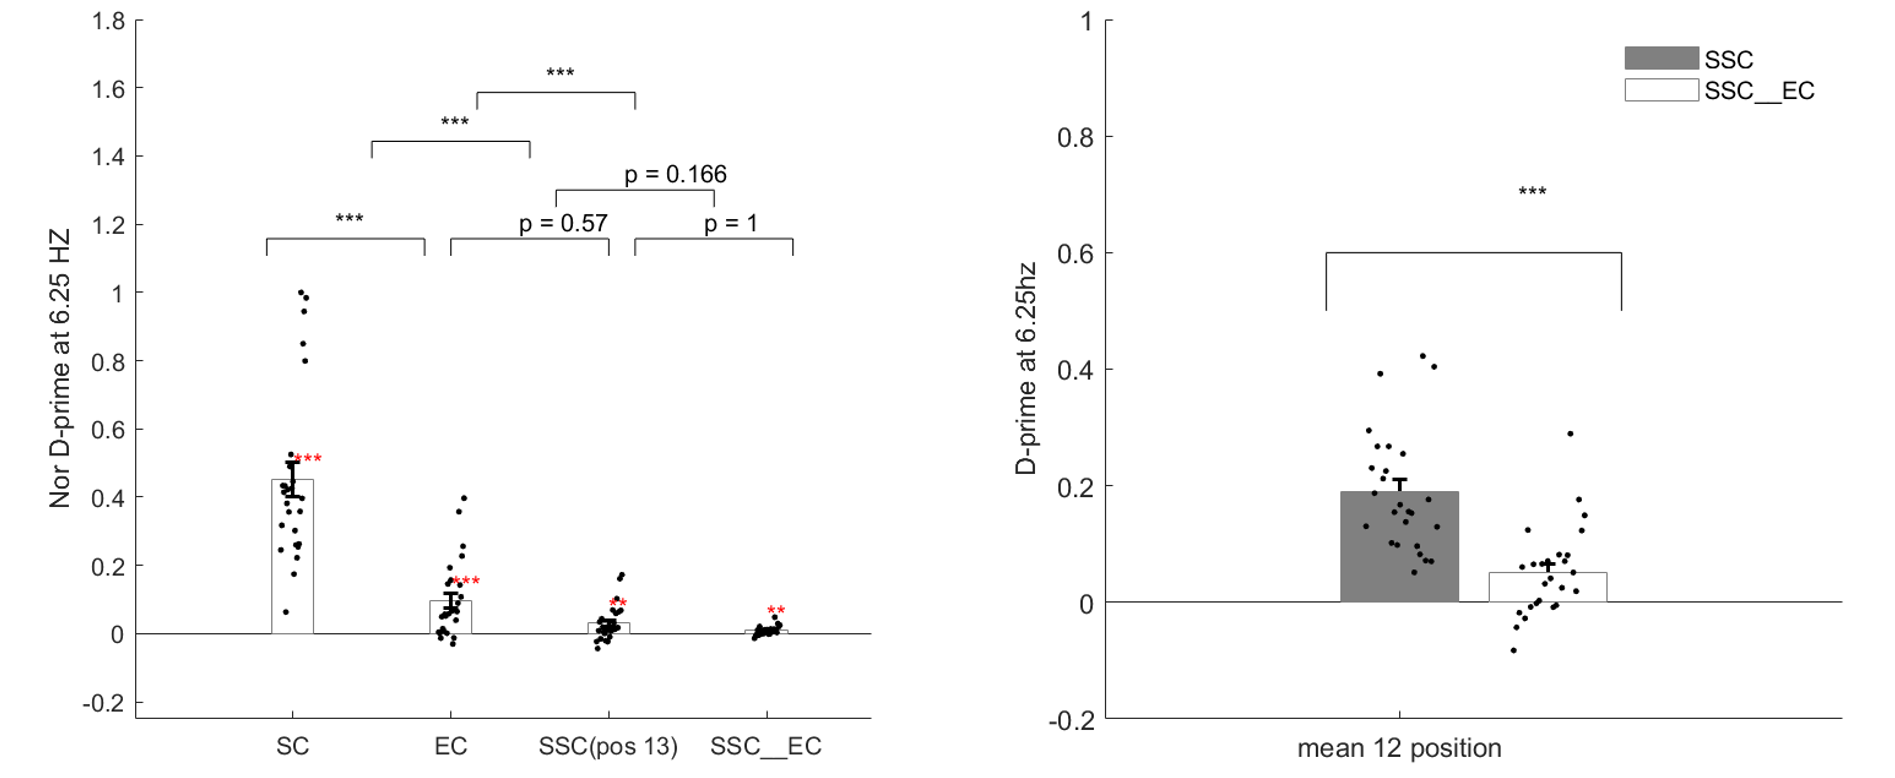 Nor D-prime at 6.25 HZ
1.8
1.6
1.4
1.2
1
0.8
0.6
0.4
0.2
0
-0.2
***
***
p = 0.166
***
p = 0.57
p = 1
***
***
**
**
SC
EC
SSC(pos 13)
SSC__EC
D-prime at 6.25hz
1
0.8
0.6
0.4
0.2
0
-0.2
SSC
SSC__EC
***
mean 12 position